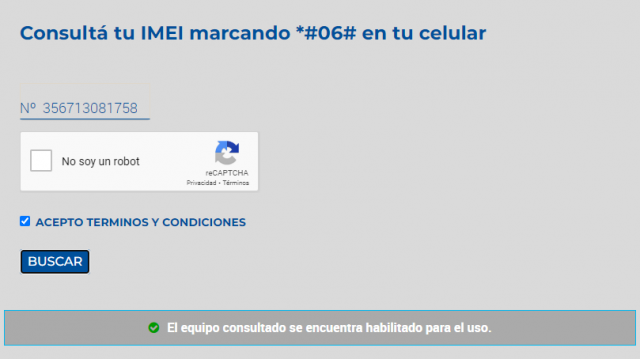 Consultá tu IMEI marcando *#06# en tu celular
Nº 356713081758
No soy un robot
reCAPTCHA
Privacidad • Términos
ACEPTO TERMINOS Y CONDICIONES
BUSCAR
El equipo consultado se encuentra habilitado para el uso.